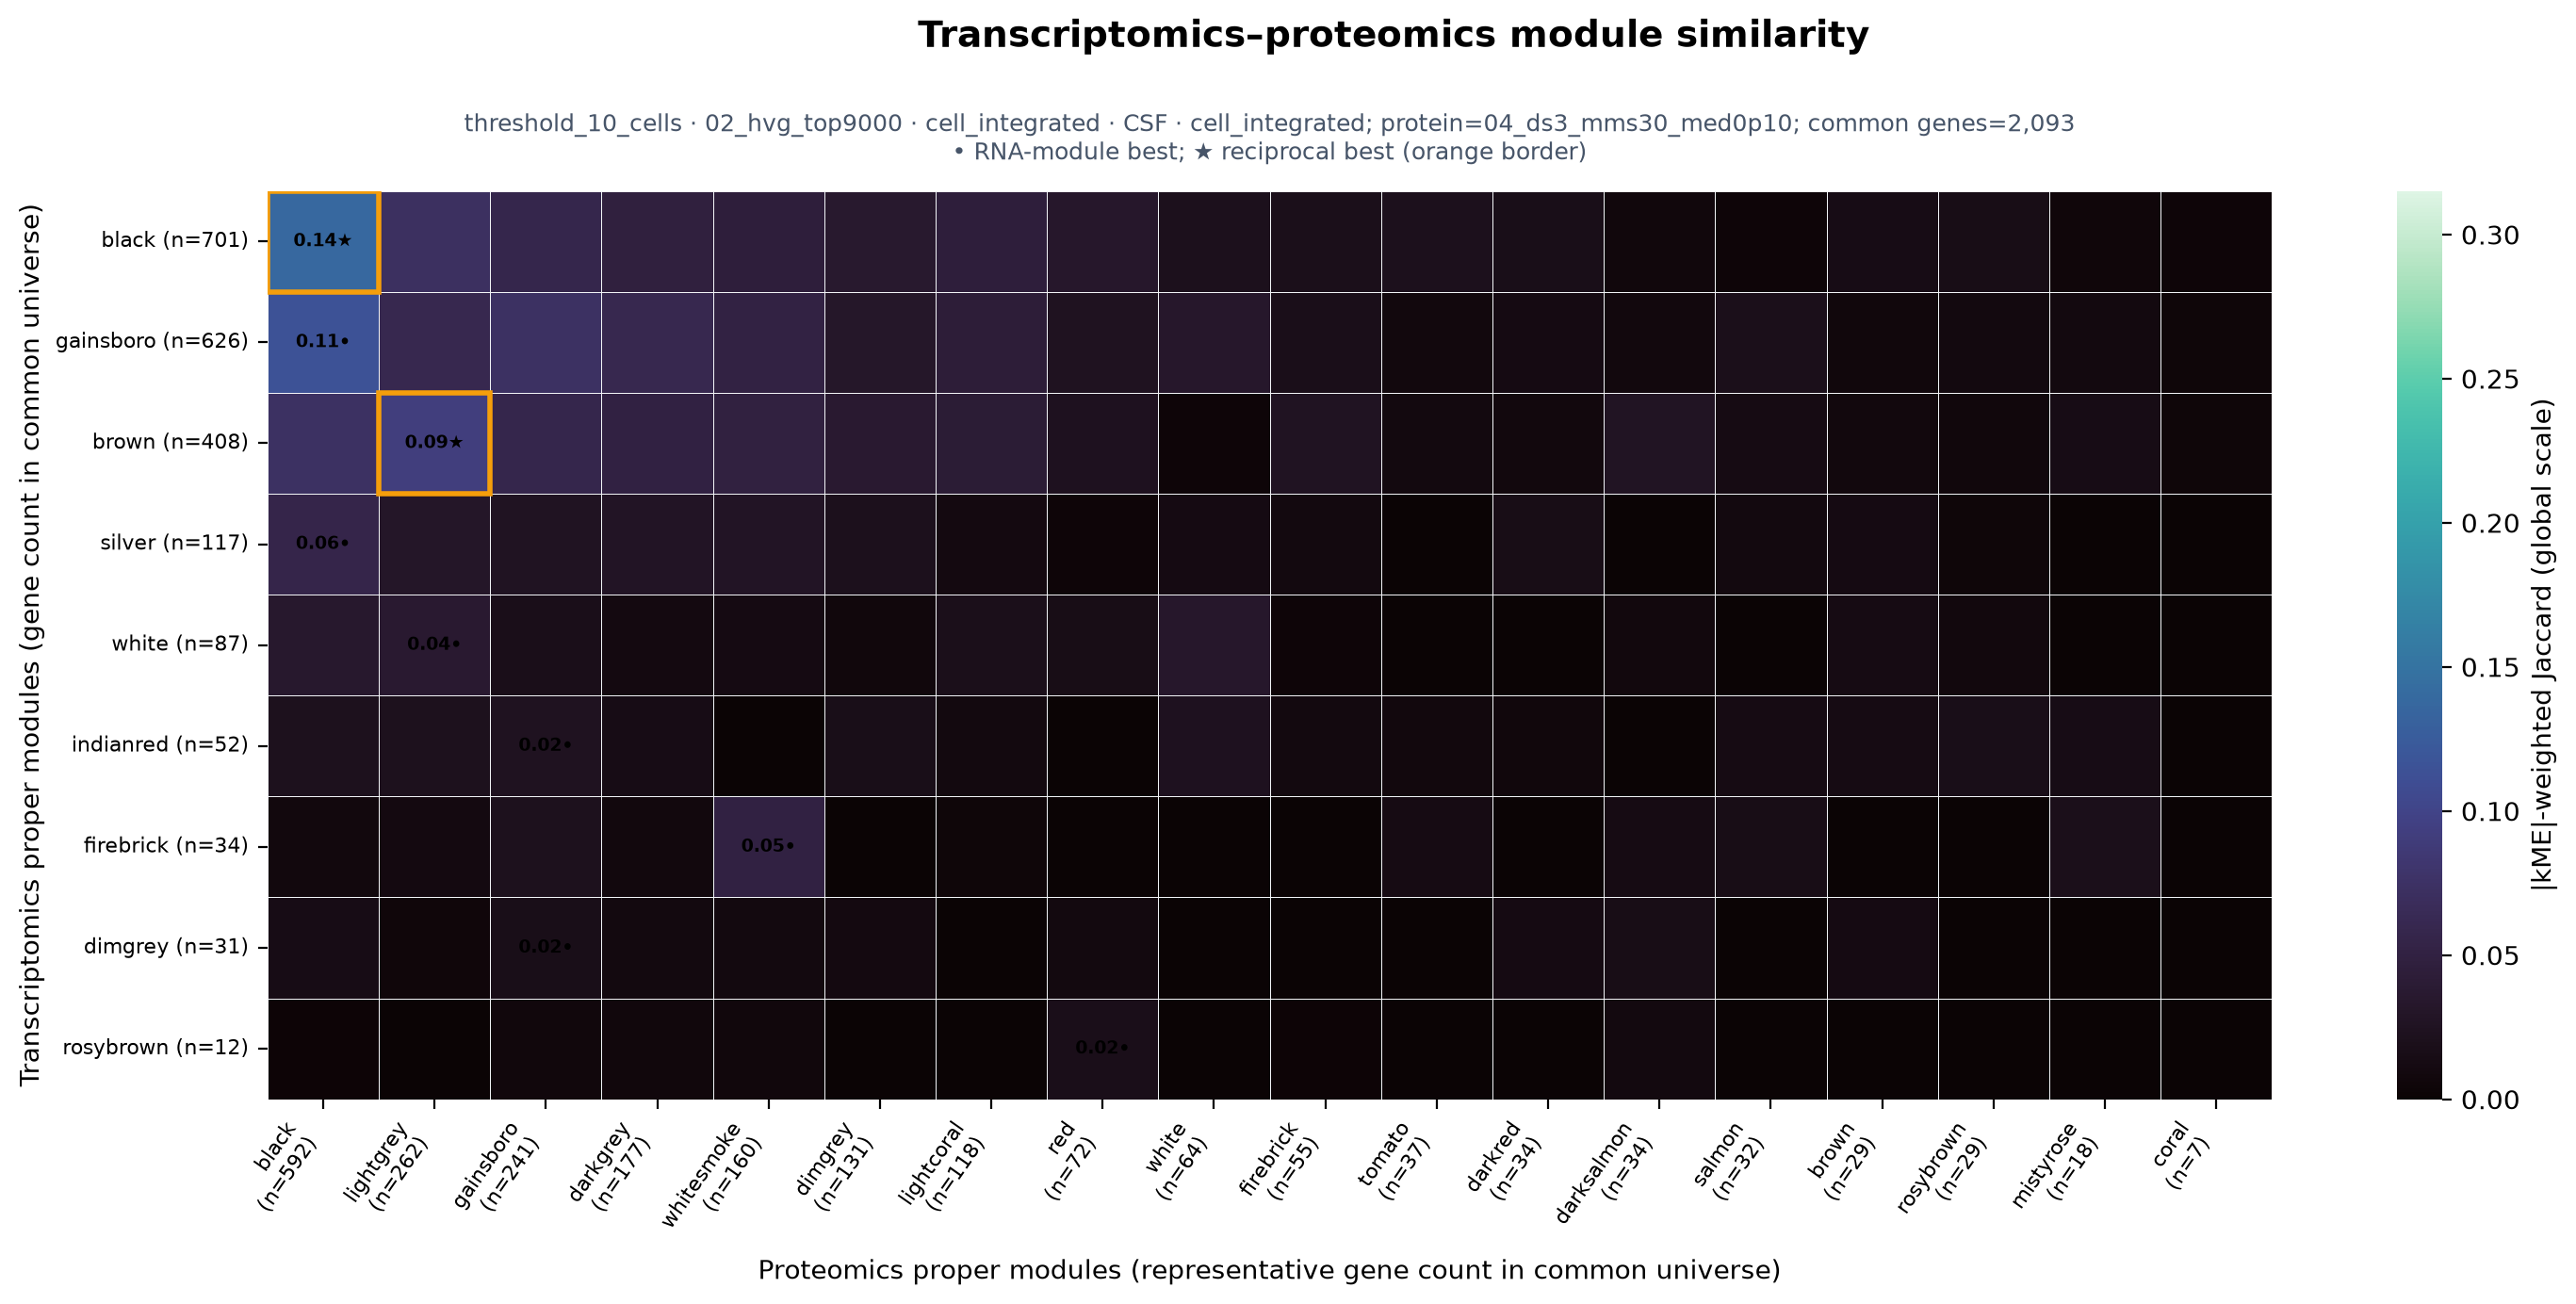 Transcriptomics–proteomics module similarity
threshold_10_cells · 02_hvg_top9000 · cell_integrated · CSF · cell_integrated; protein=04_ds3_mms30_med0p10; common genes=2,093
• RNA-module best; ★ reciprocal best (orange border)
Transcriptomics proper modules (gene count in common universe)
black (n=701)
gainsboro (n=626)
brown (n=408)
silver (n=117)
white (n=87)
indianred (n=52)
firebrick (n=34)
dimgrey (n=31)
rosybrown (n=12)
0.14★
0.11•
0.09★
0.06•
0.04•
0.02•
0.05•
0.02•
0.02•
black
(n=592)
lightgrey
(n=262)
gainsboro
(n=241)
darkgrey
(n=177)
whitesmoke
(n=160)
dimgrey
(n=131)
lightcoral
(n=118)
red
(n=72)
white
(n=64)
firebrick
(n=55)
tomato
(n=37)
darkred
(n=34)
darksalmon
(n=34)
salmon
(n=32)
brown
(n=29)
rosybrown
(n=29)
mistyrose
(n=18)
coral
(n=7)
Proteomics proper modules (representative gene count in common universe)
0.30
0.25
0.20
0.15
0.10
0.05
0.00
|kME|-weighted Jaccard (global scale)